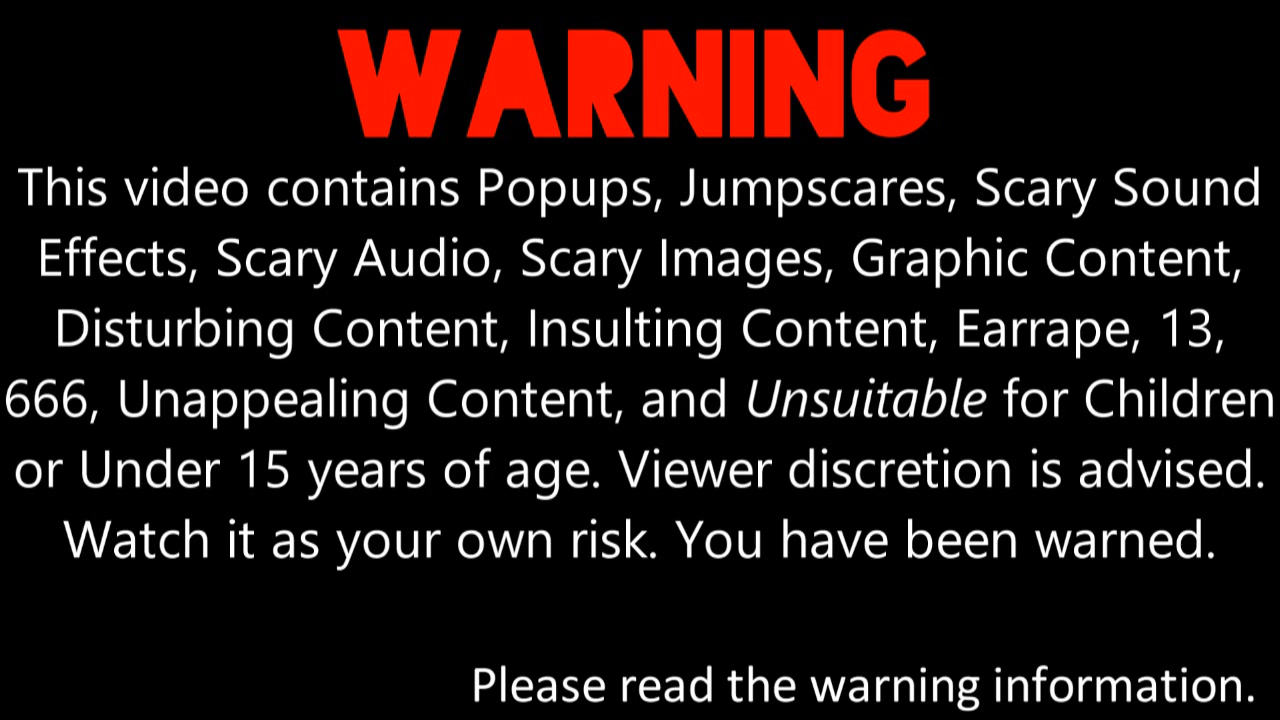 WARNING
This video contains Popups, Jumpscares, Scary Sound
Effects, Scary Audio, Scary Images, Graphic Content,
Disturbing Content, Insulting Content, Earrape, 13,
666, Unappealing Content, and Unsuitable for Children
or Under 15 years of age. Viewer discretion is advised.
Watch it as your own risk. You have been warned.
Please read the warning information.